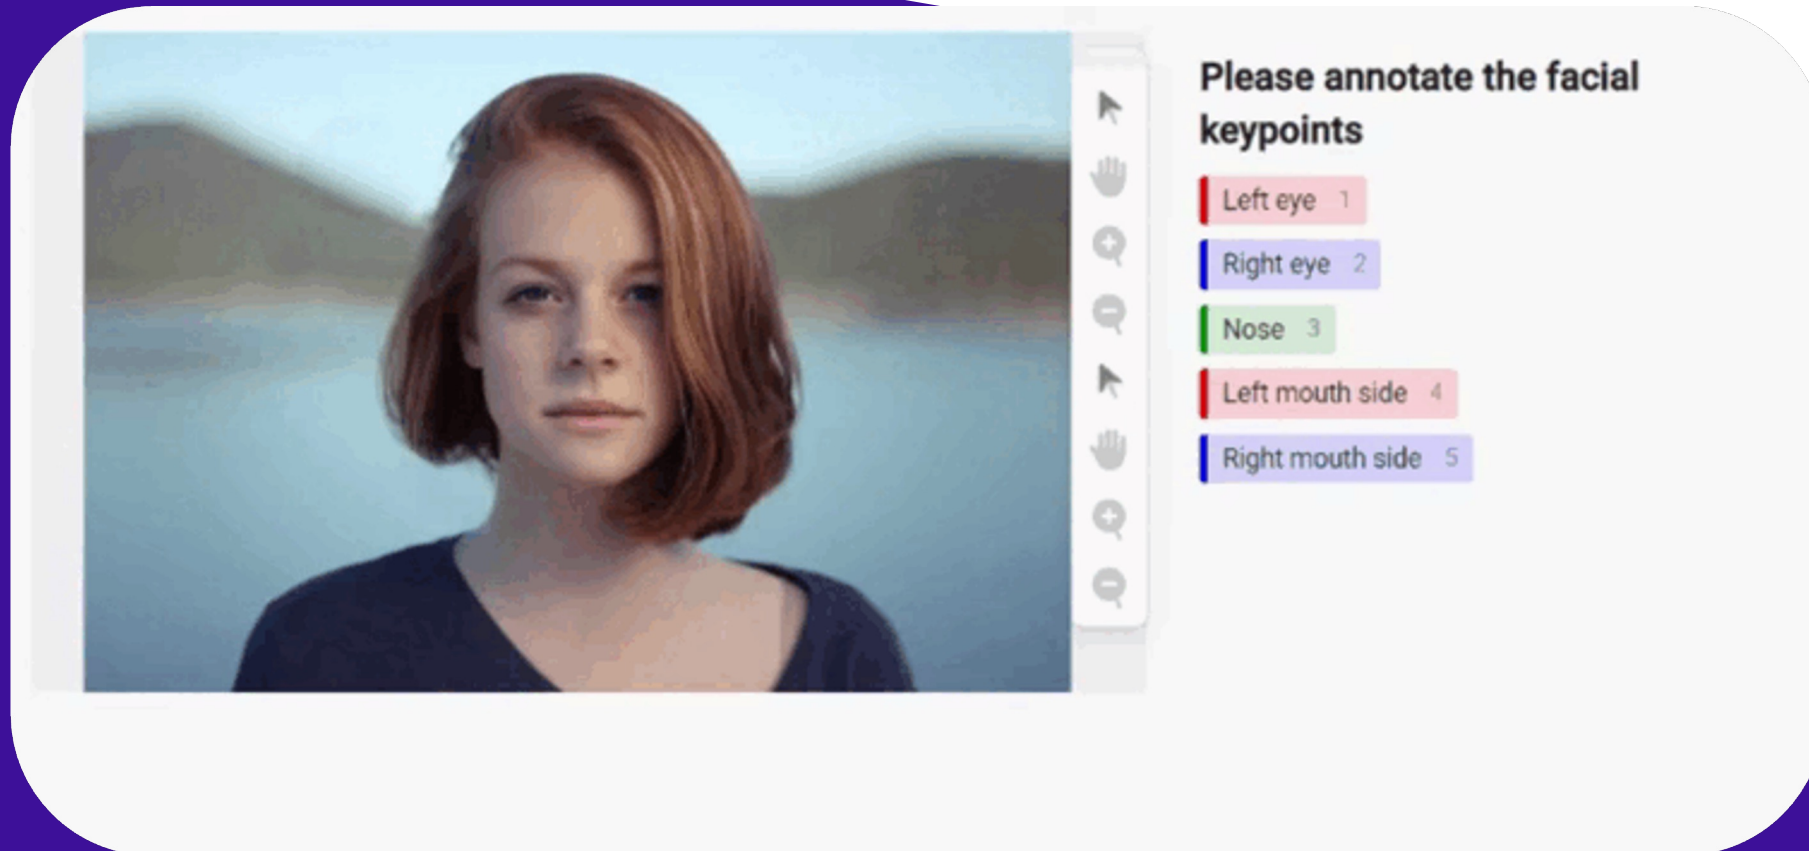 Please annotate the facial
keypoints
Left eye 1
Right eye 2
Nose 3
Left mouth side 4
Right mouth side 5